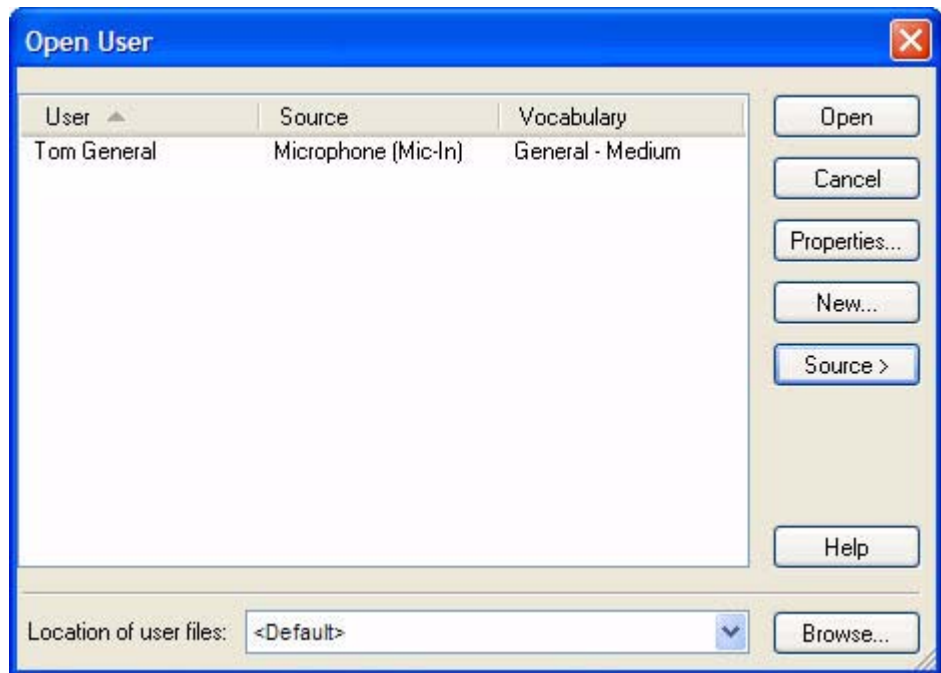 Open User
User Source Vocabulary
Tom General Microphone (Mic-In) General - Medium
Open
Cancel
Properties...
New...
Source >
Help
Location of user files: <Default> Browse...